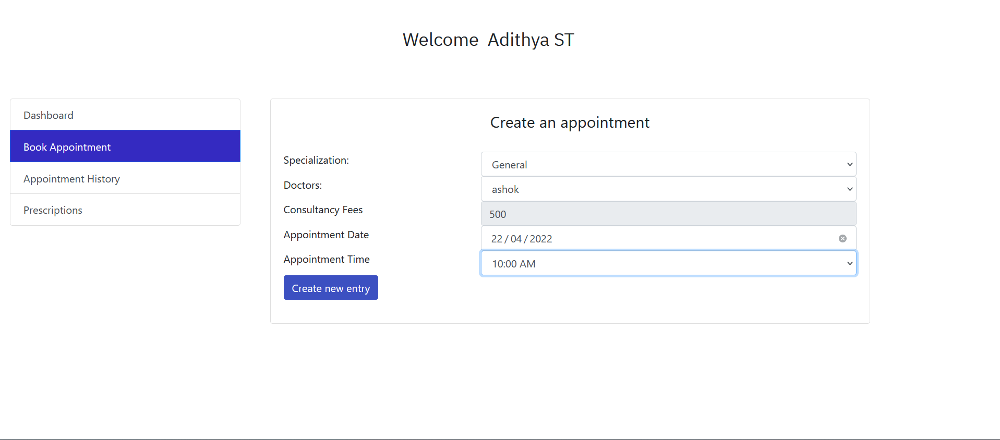 Welcome  Adithya ST
Dashboard
Book Appointment
Appointment History
Prescriptions
Create an appointment
Specialization:
General
Doctors:
ashok
Consultancy Fees
500
Appointment Date
22 / 04 / 2022
Appointment Time
10:00 AM
Create new entry